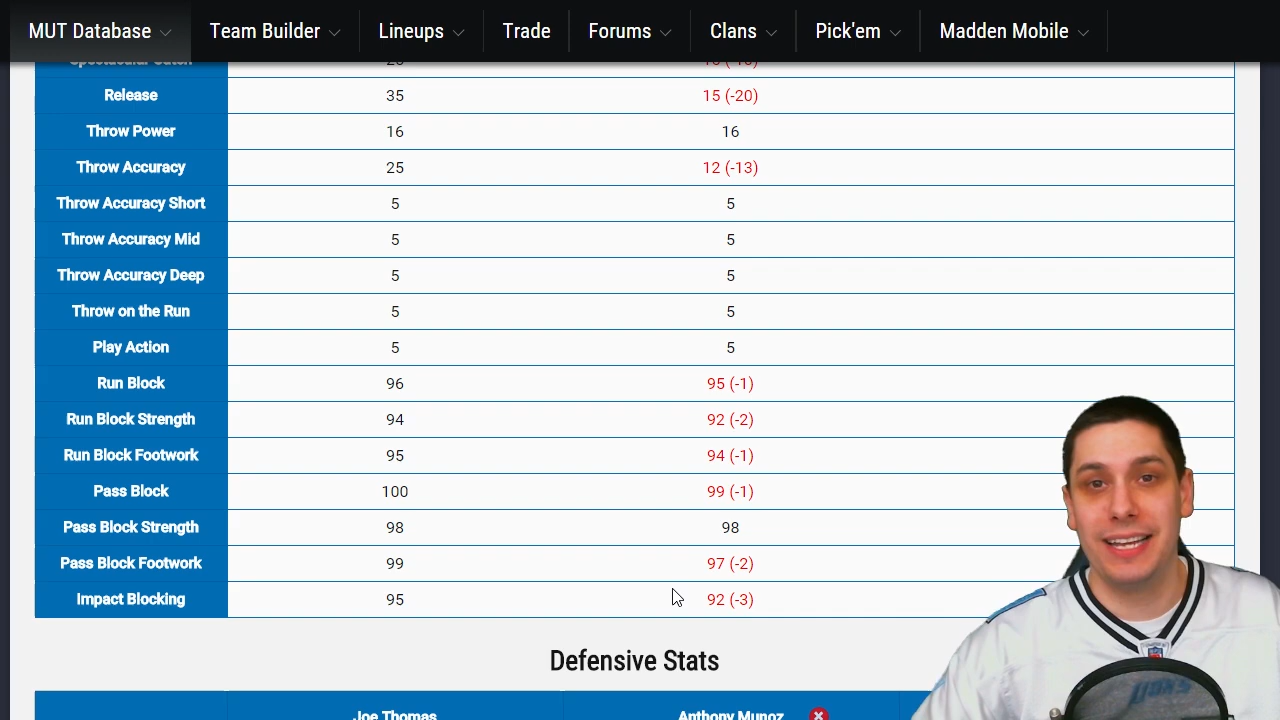 MUT Database Team Builder Lineups Trade Forums Clans Pick'em Madden Mobile
Spectacular Catch
Release 35 15 (-20)
Throw Power 16 16
Throw Accuracy 25 12 (-13)
Throw Accuracy Short 5 5
Throw Accuracy Mid 5 5
Throw Accuracy Deep 5 5
Throw on the Run 5 5
Play Action 5 5
Run Block 96 95 (-1)
Run Block Strength 94 92 (-2)
Run Block Footwork 95 94 (-1)
Pass Block 100 99 (-1)
Pass Block Strength 98 98
Pass Block Footwork 99 97 (-2)
Impact Blocking 95 92 (-3)
Defensive Stats
Joe Thomas Anthony Munoz
LIONS